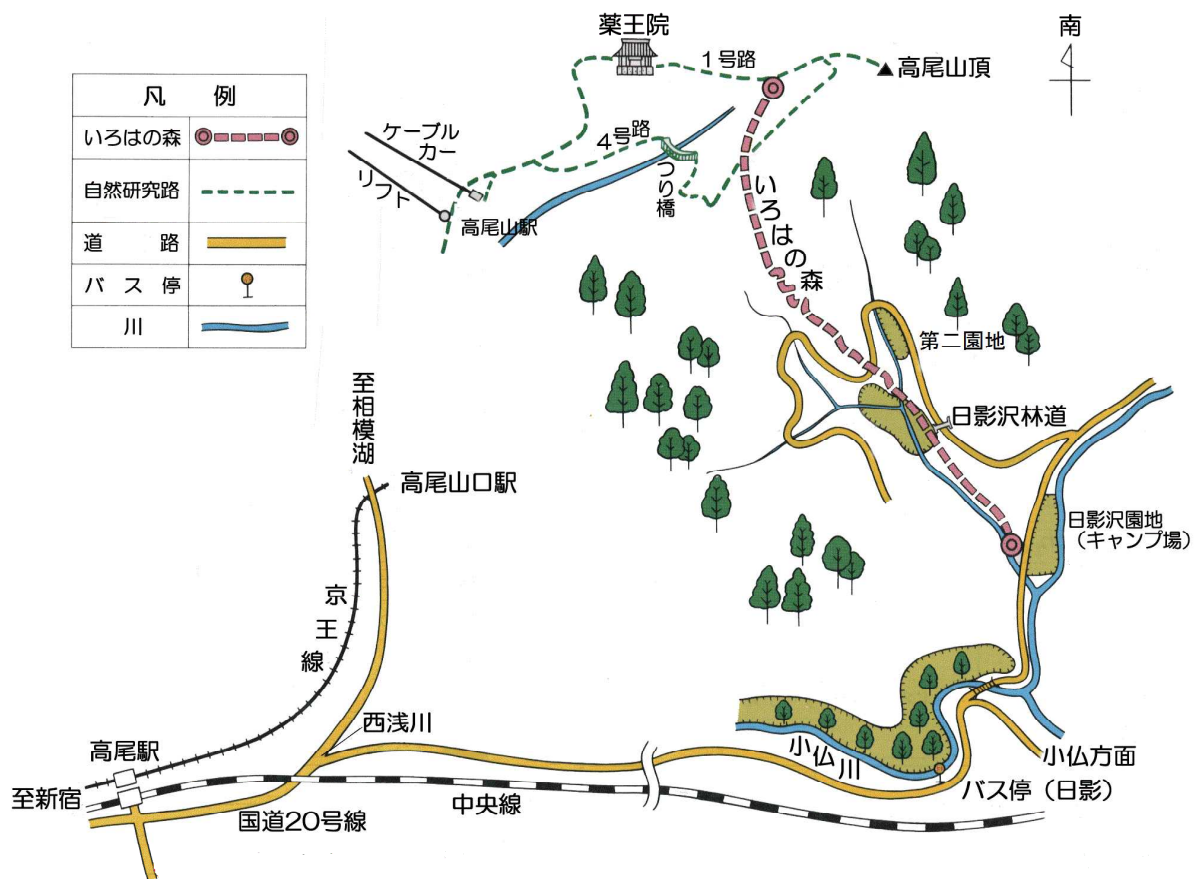 凡 例
いろはの森
自然研究路
道 路
バス停
川
薬王院
1号路
高尾山頂
南
ケーブル
カー
リフト
4号路
つり橋
高尾山駅
いろはの森
第二園地
日影沢林道
日影沢園地
(キャンプ場)
至相模湖
高尾山口駅
京王線
西浅川
高尾駅
至新宿
国道20号線
中央線
小仏川
小仏方面
バス停(日影)